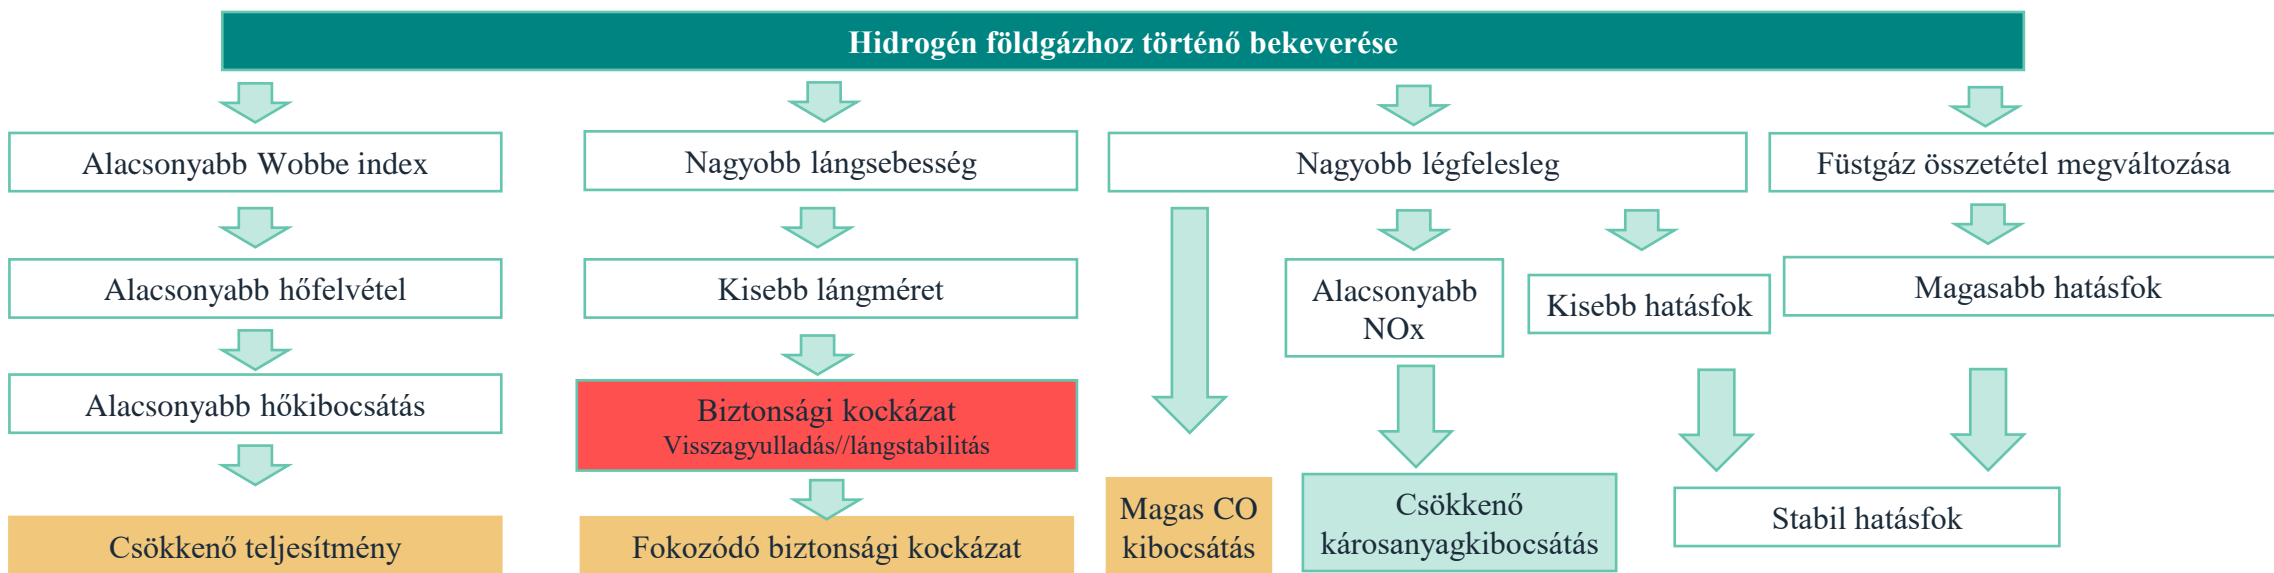 Hidrogén földgázhoz történő bekeverése
Alacsonyabb Wobbe index
Nagyobb lángsebesség
Nagyobb légfelesleg
Füstgáz összetétel megváltozása
Alacsonyabb hőfelvétel
Kisebb lángméret
Alacsonyabb
NOx
Kisebb hatásfok
Magasabb hatásfok
Alacsonyabb hőkibocsátás
Biztonsági kockázat
Visszagyulladás//lángstabilitás
Csökkenő teljesítmény
Fokozódó biztonsági kockázat
Magas CO
kibocsátás
Csökkenő
károsanyagkibocsátás
Stabil hatásfok